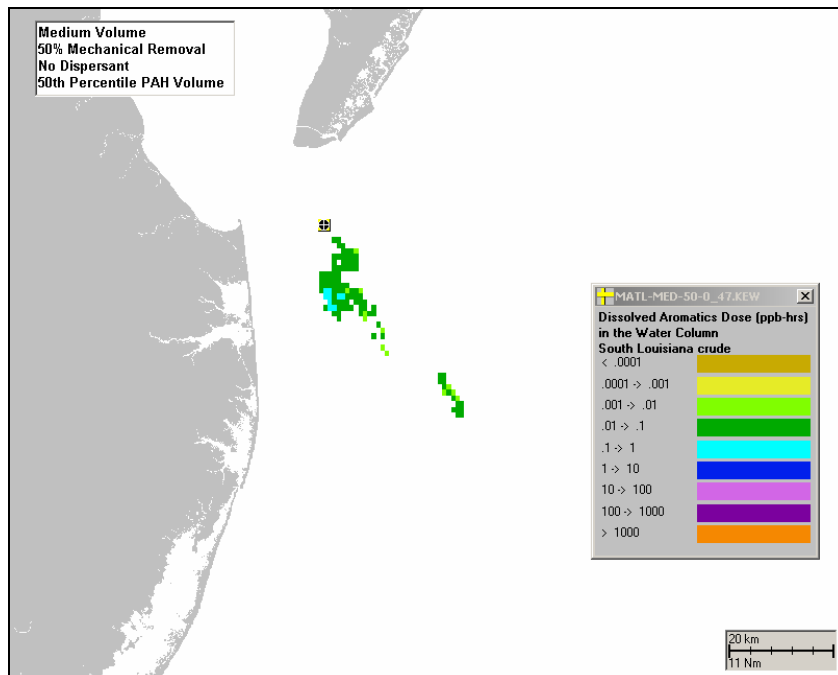 Medium Volume
50% Mechanical Removal
No Dispersant
50th Percentile PAH Volume
MATL-MED-50-0_47.KEW
Dissolved Aromatics Dose (ppb-hrs)
in the Water Column
South Louisiana crude
< .0001
.0001 -> .001
.001 -> .01
.01 -> .1
.1 -> 1
1 -> 10
10 -> 100
100 -> 1000
> 1000
20 km
11 Nm